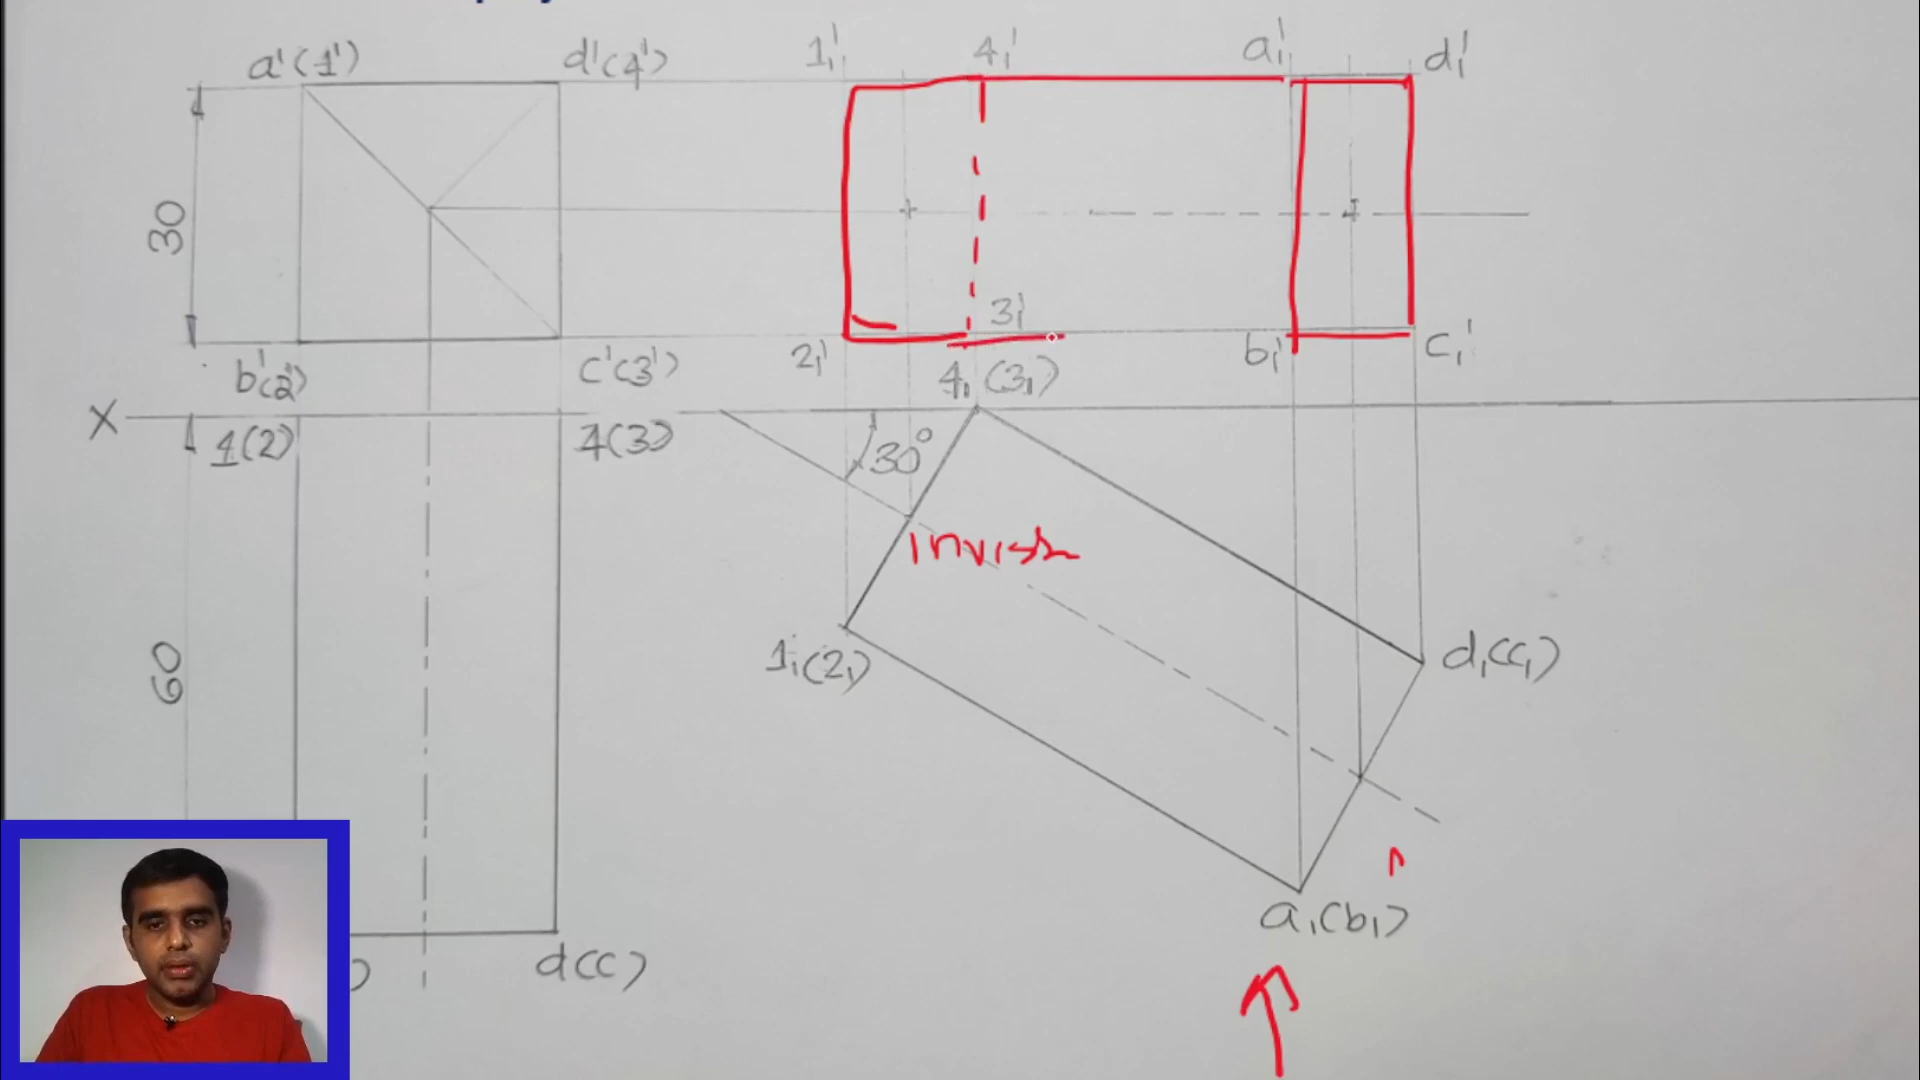 a'(1') d'(4') 1₁' 4₁' a₁' d₁'
30
3₁'
b'(2') c'(3') 2₁' 4₁(3₁) b₁' c₁'
X 1(2) 4(3) 30°
60
1₁(2₁) d₁(c₁)
a₁(b₁)
d(c)